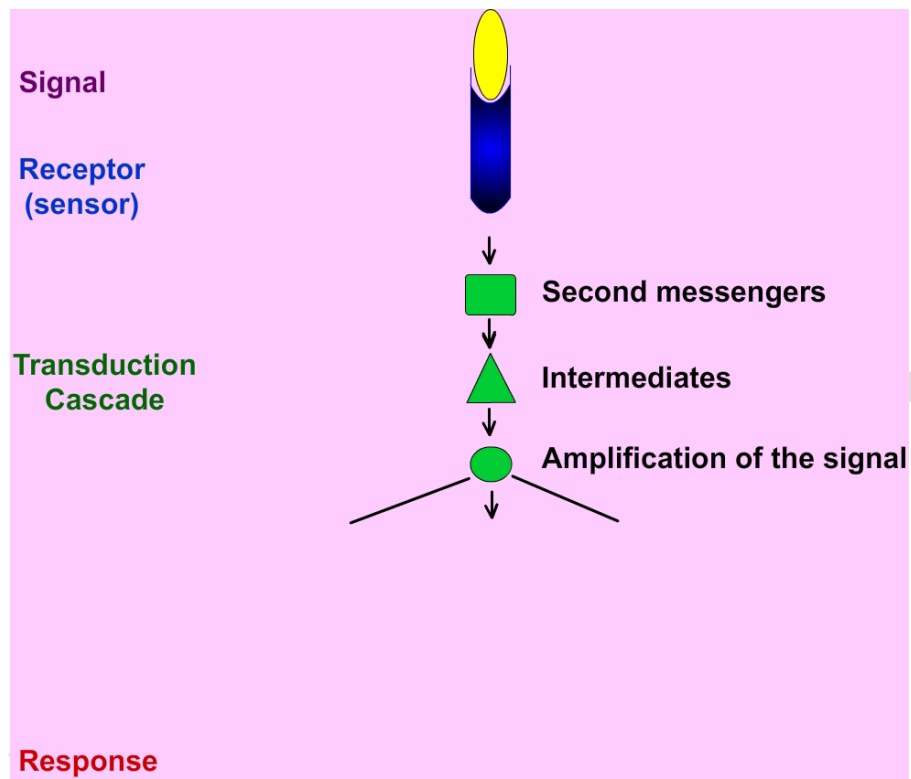 Signal
Receptor
(sensor)
Second messengers
Transduction
Cascade
Intermediates
Amplification of the signal
Response